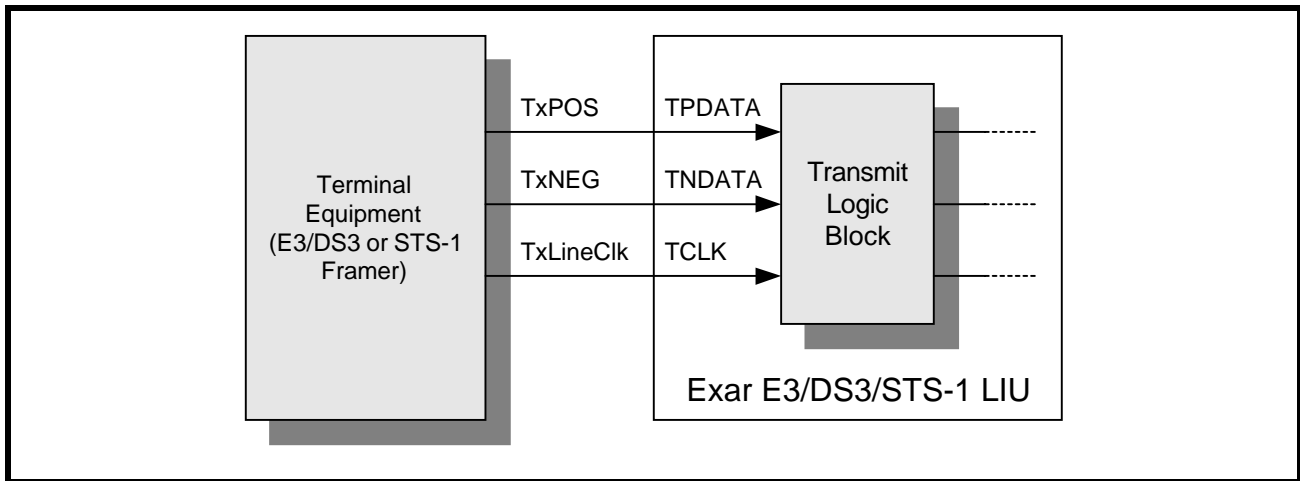 Terminal
Equipment
(E3/DS3 or STS-1
Framer)
TxPOS
TPDATA
TxNEG
TNDATA
TxLineClk
TCLK
Transmit
Logic
Block
Exar E3/DS3/STS-1 LIU